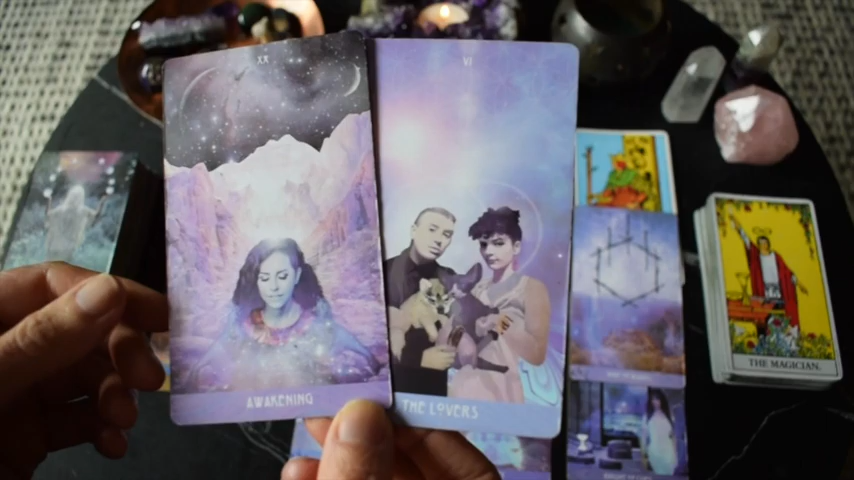 XX
AWAKENING
VI
THE LOVERS
THE MAGICIAN.